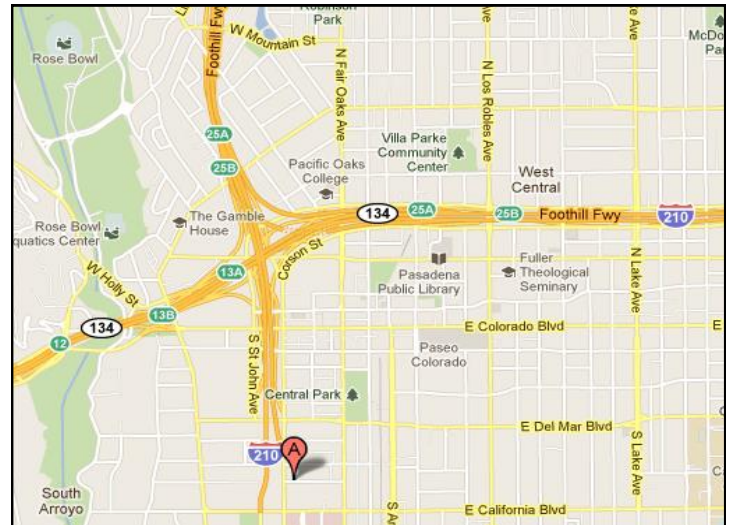 Robinson
Park
W Mountain St
Foothill Fwy
N Fair Oaks Ave
N Los Robles Ave
McDo
Par
Rose Bowl
25A
Villa Parke
Community
Center
25B
Pacific Oaks
College
West
Central
134
25A
25B
Foothill Fwy
210
The Gamble
House
Rose Bowl
quatics Center
Corson St
N Lake Ave
Fuller
Theological
Seminary
Pasadena
Public Library
W Holly St
13A
13B
134
12
E Colorado Blvd
E
S St John Ave
Paseo
Colorado
Central Park
E Del Mar Blvd
S Lake Ave
A
210
South
Arroyo
S A
E California Blvd